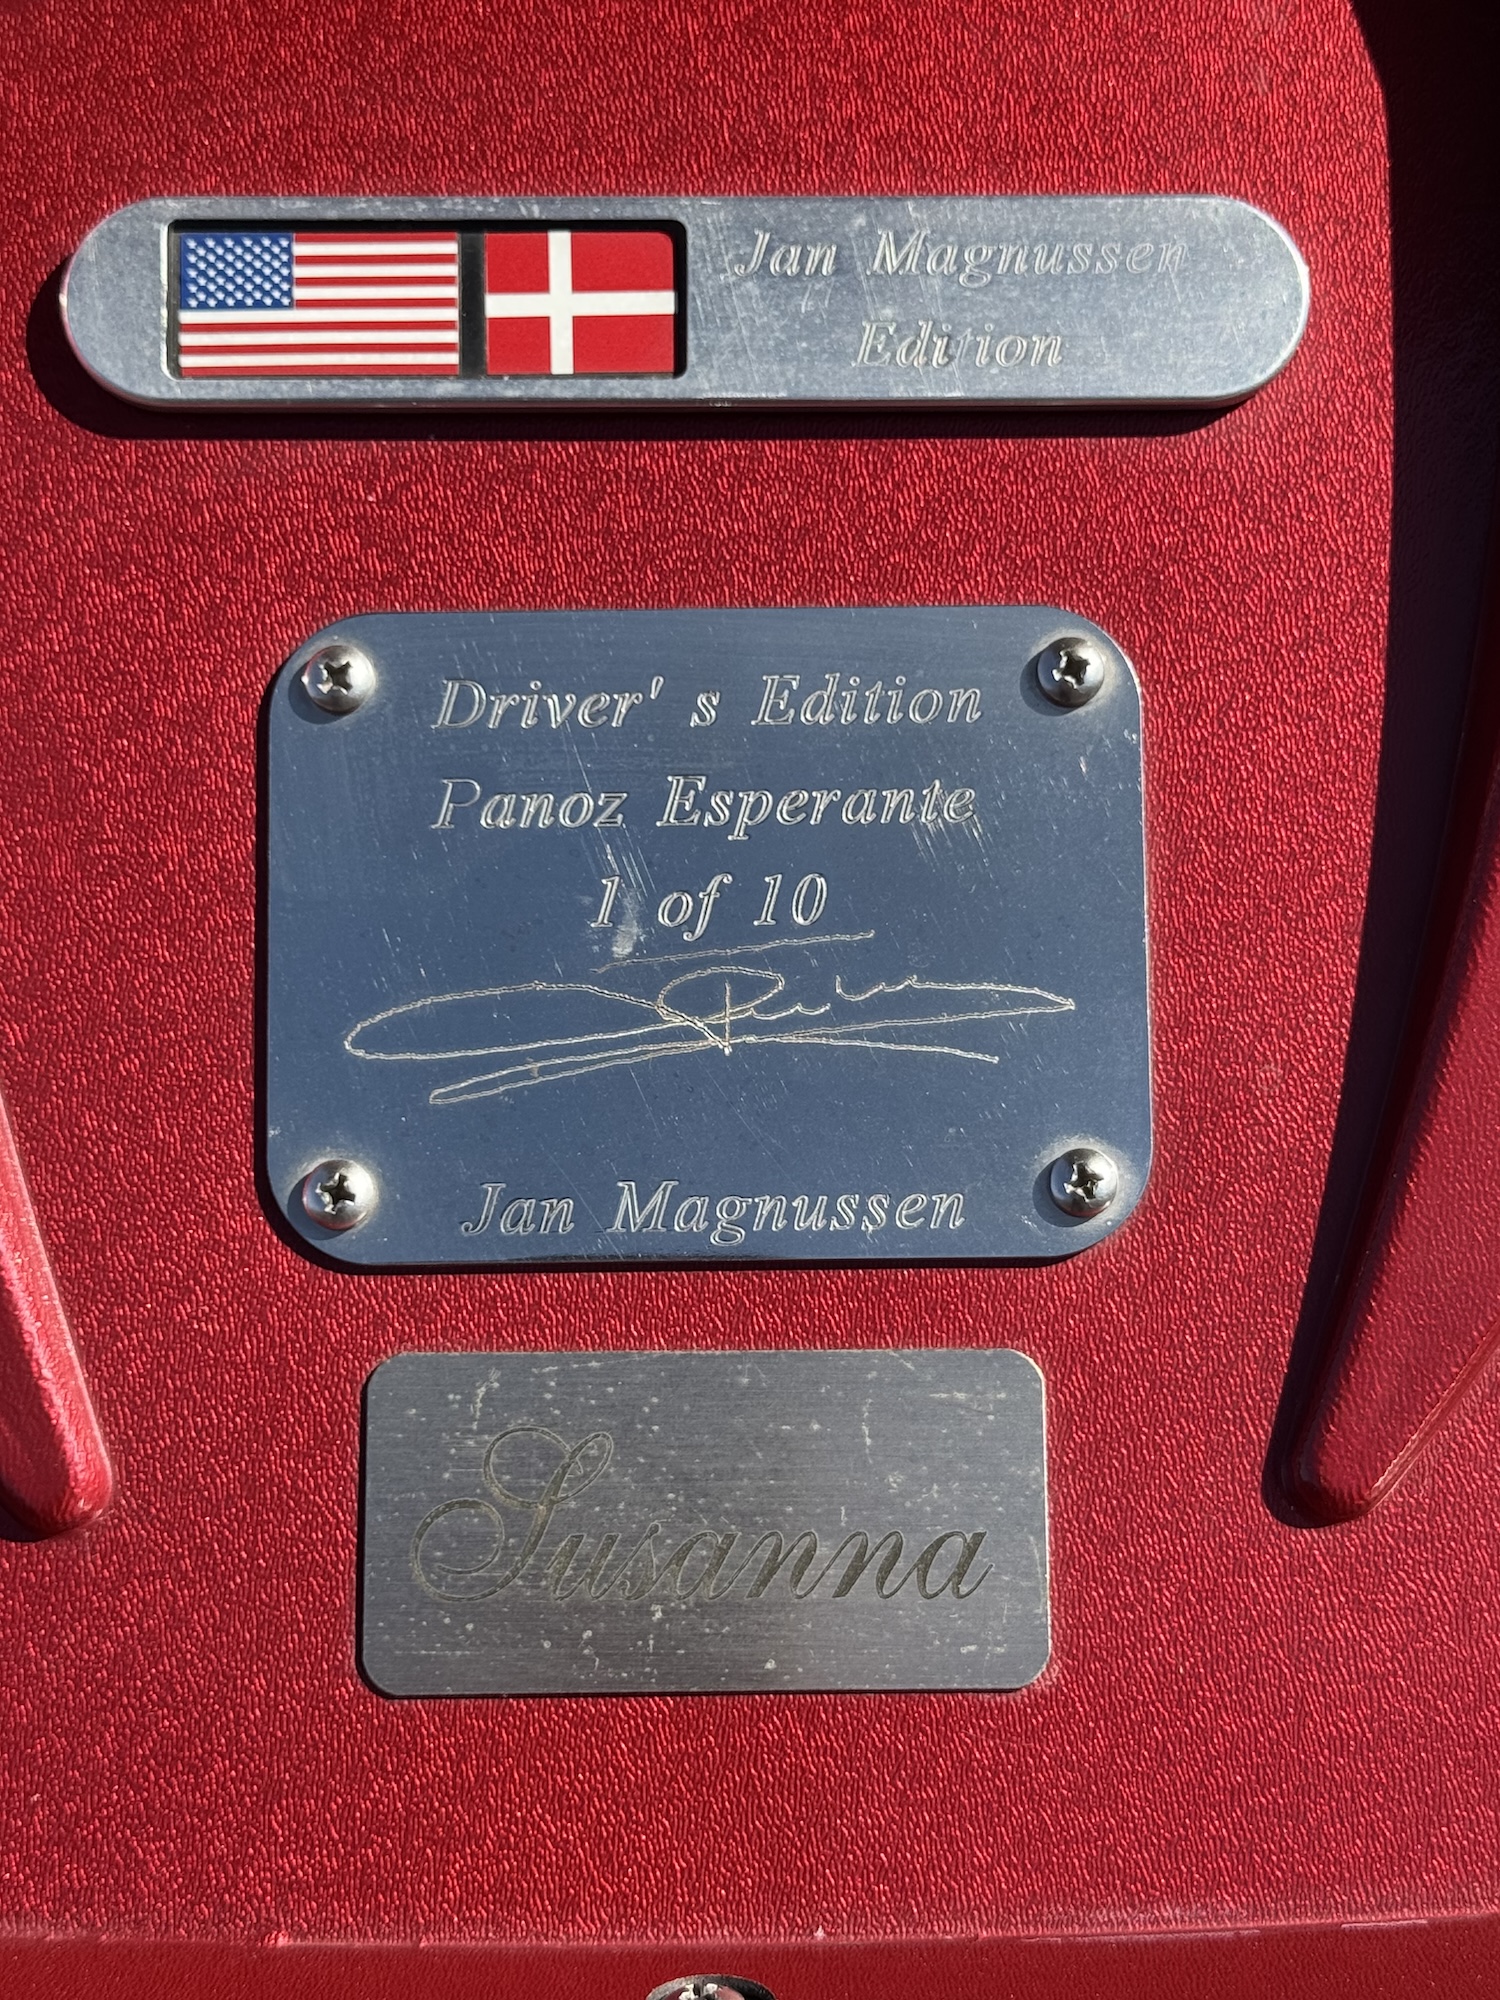 Jan Magnussen
Edition
Driver's Edition
Panoz Esperante
1 of 10
Jan Magnussen
Susanna